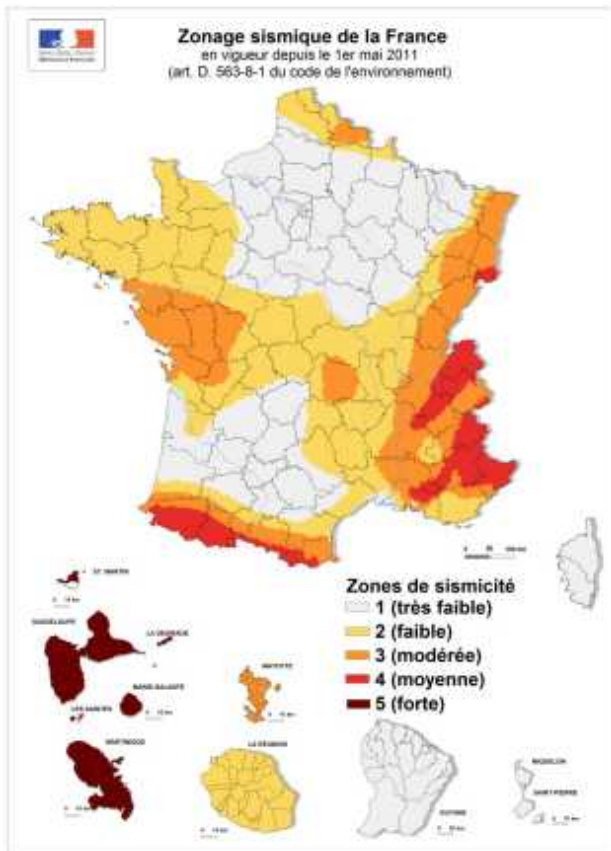 Zonage sismique de la France
en vigueur depuis le 1er mai 2011
(art. D. 563-8-1 du code de l'environnement)
Zones de sismicité
1 (très faible)
2 (faible)
3 (modérée)
4 (moyenne)
5 (forte)
ST. MARTIN
GUADELOUPE
LA DESIRADE
MARIE-GALANTE
LES SAINTES
MAYOTTE
MARTINIQUE
LA RÉUNION
GUYANE
MIQUELON
SAINT-PIERRE